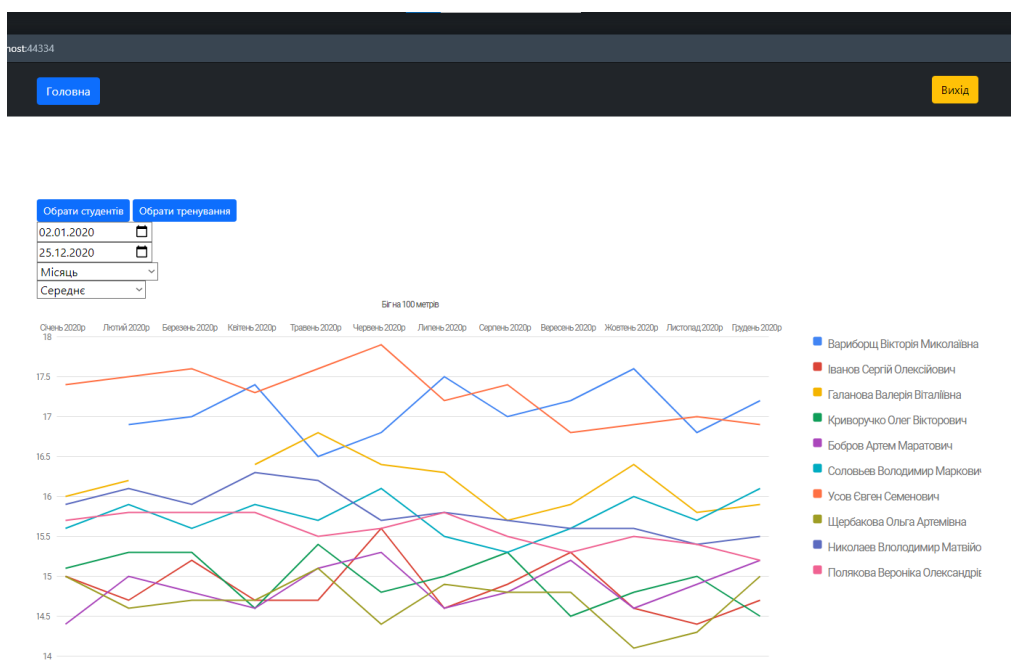 host:44334
Головна
Вихід
Обрати студентів Обрати тренування
02.01.2020
25.12.2020
Місяць
Середнє
Біг на 100 метрів
Січень 2020р Лютий 2020р Березень 2020р Квітень 2020р Травень 2020р Червень 2020р Липень 2020р Серпень 2020р Вересень 2020р Жовтень 2020р Листопад 2020р Грудень 2020р
18
17.5
17
16.5
16
15.5
15
14.5
14
Вариборщ Вікторія Миколаївна
Іванов Сергій Олексійович
Галанова Валерія Віталіївна
Криворучко Олег Вікторович
Бобров Артем Маратович
Соловьев Володимир Маркови
Усов Євген Семенович
Щербакова Ольга Артемівна
Николаев Влолодимир Матвійо
Полякова Вероніка Олександрі